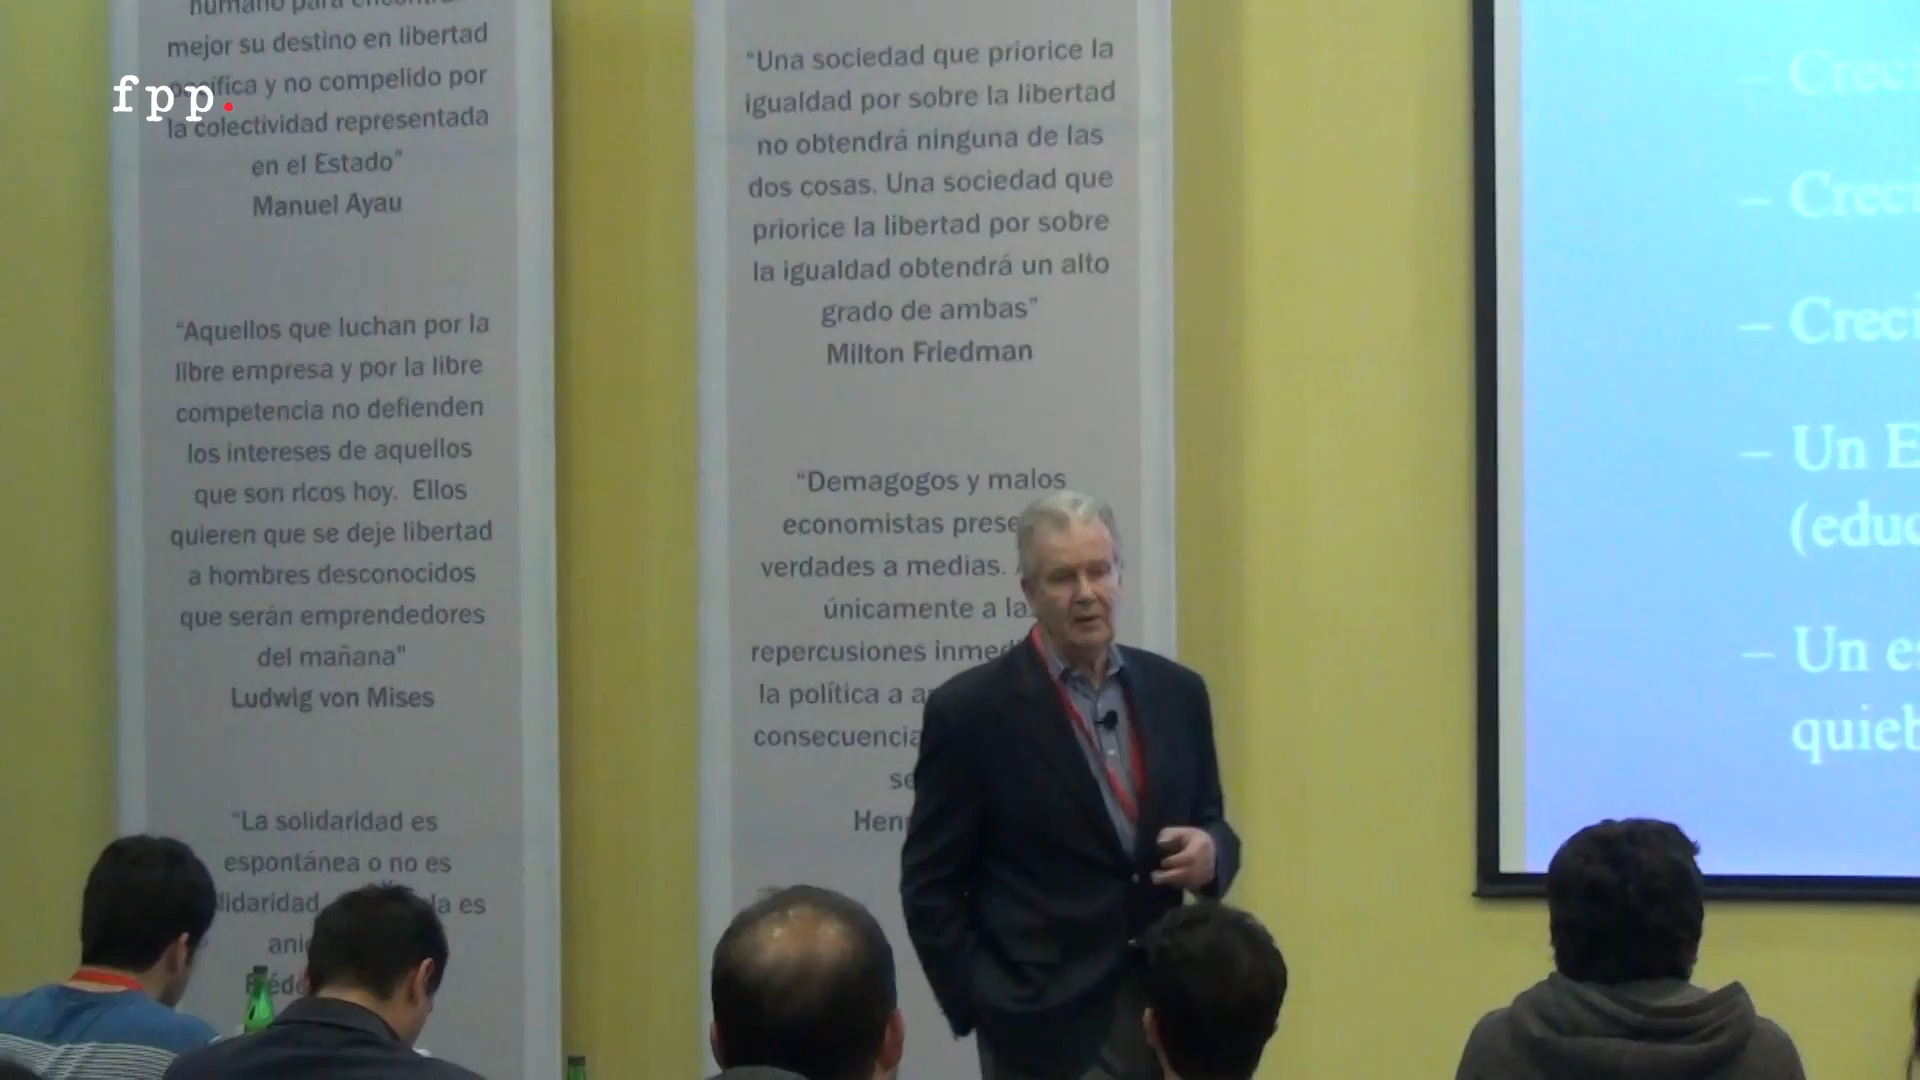 fpp.
humano para
mejor su destino en libertad
pacífica y no compelido por
la colectividad representada
en el Estado”
Manuel Ayau
“Aquellos que luchan por la
libre empresa y por la libre
competencia no defienden
los intereses de aquellos
que son ricos hoy. Ellos
quieren que se deje libertad
a hombres desconocidos
que serán emprendedores
del mañana"
Ludwig von Mises
“La solidaridad es
espontánea o no es
la es
“Una sociedad que priorice la
igualdad por sobre la libertad
no obtendrá ninguna de las
dos cosas. Una sociedad que
priorice la libertad por sobre
la igualdad obtendrá un alto
grado de ambas”
Milton Friedman
“Demagogos y malos
economistas
verdades a medias.
únicamente a la
repercusiones
la política a
– Un
– Un